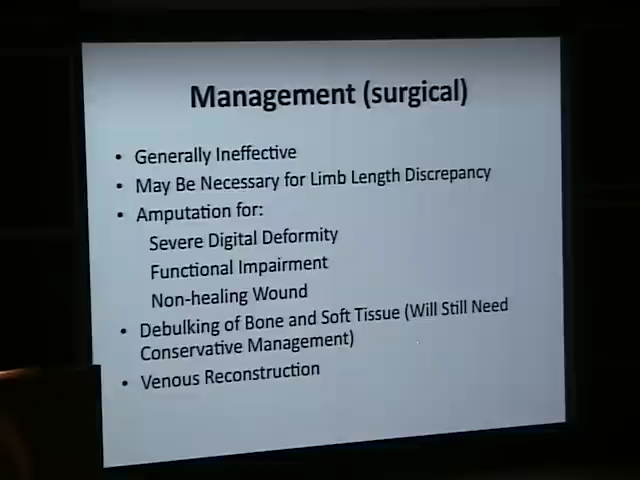 Management (surgical)
• Generally Ineffective
• May Be Necessary for Limb Length Discrepancy
• Amputation for:
Severe Digital Deformity
Functional Impairment
Non-healing Wound
• Debulking of Bone and Soft Tissue (Will Still Need
Conservative Management)
• Venous Reconstruction